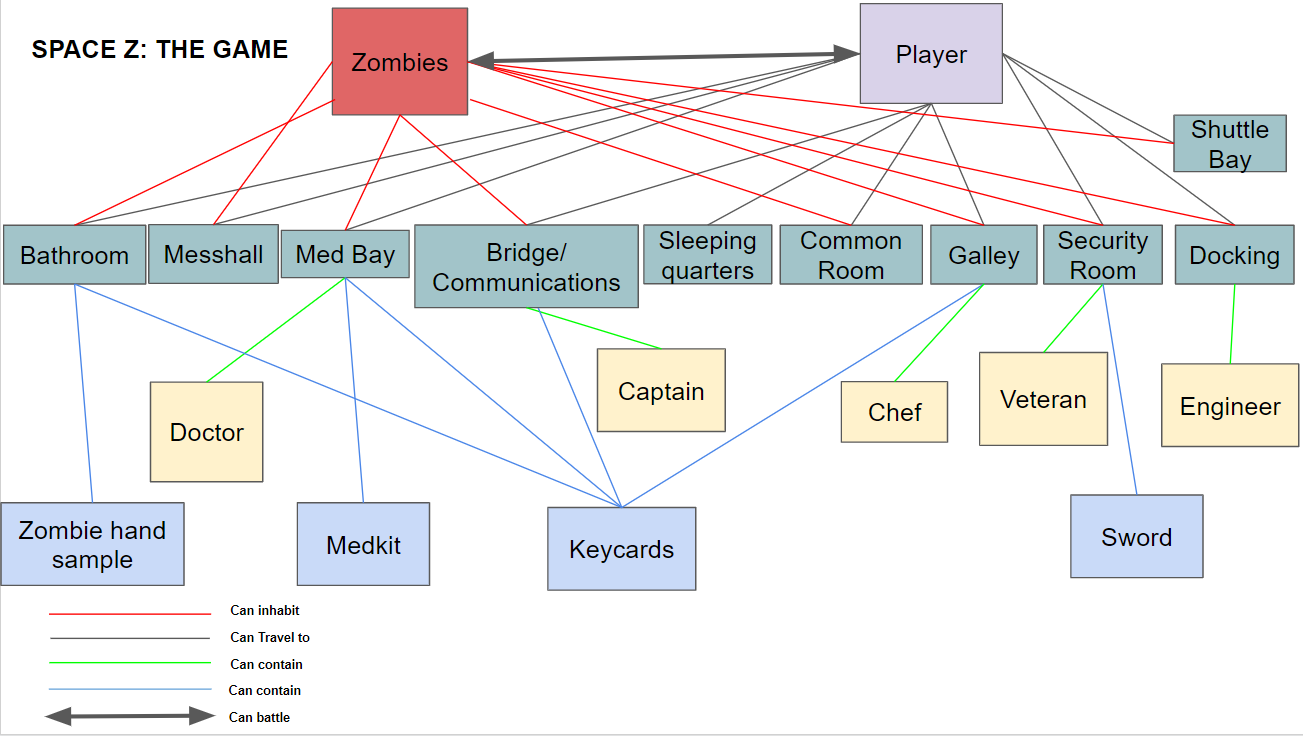 SPACE Z: THE GAME
Zombies
Player
Shuttle
Bay
Bathroom
Messhall
Med Bay
Bridge/
Communications
Sleeping
quarters
Common
Room
Galley
Security
Room
Docking
Doctor
Captain
Chef
Veteran
Engineer
Zombie hand
sample
Medkit
Keycards
Sword
Can inhabit
Can Travel to
Can contain
Can contain
Can battle